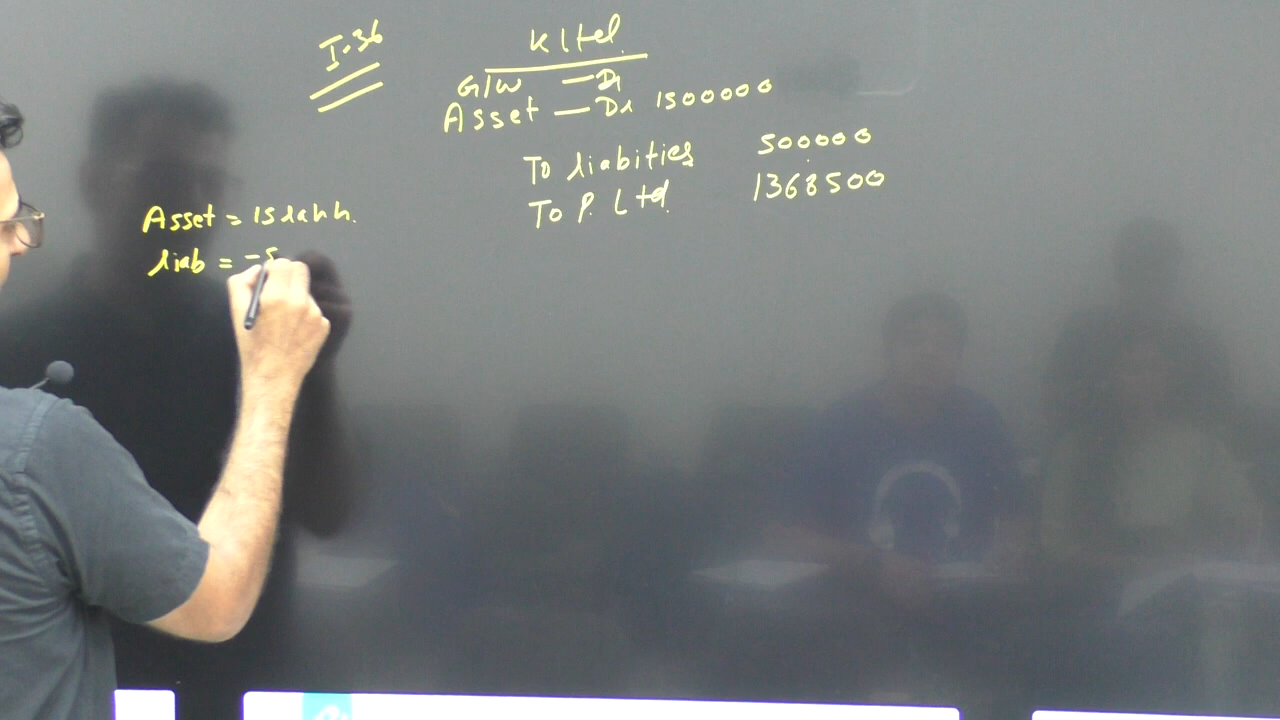 I.36
K Ltd.
G/W — Dr
Asset — Dr 1500000
To liabities 500000
To P. Ltd. 1368500
Asset = 15 lakh.
liab = -5